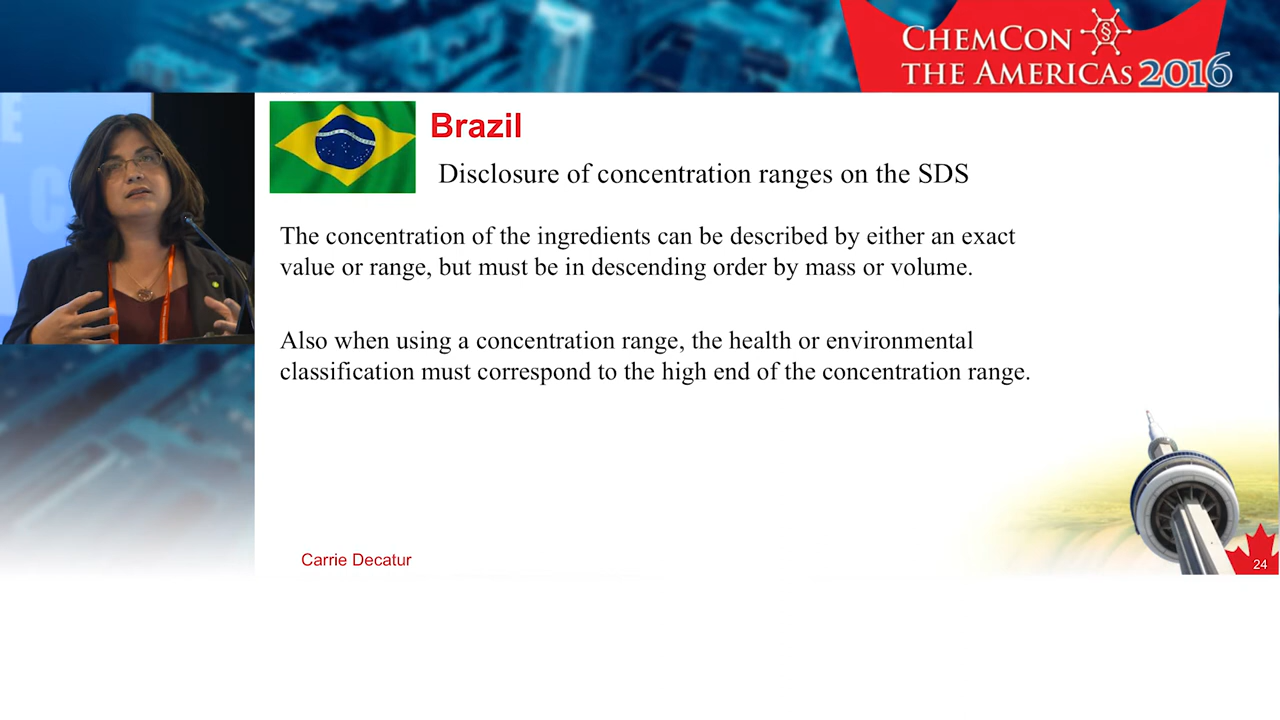 CHEMCON
THE AMERICAS 2016
Brazil
Disclosure of concentration ranges on the SDS
The concentration of the ingredients can be described by either an exact
value or range, but must be in descending order by mass or volume.
Also when using a concentration range, the health or environmental
classification must correspond to the high end of the concentration range.
Carrie Decatur
24